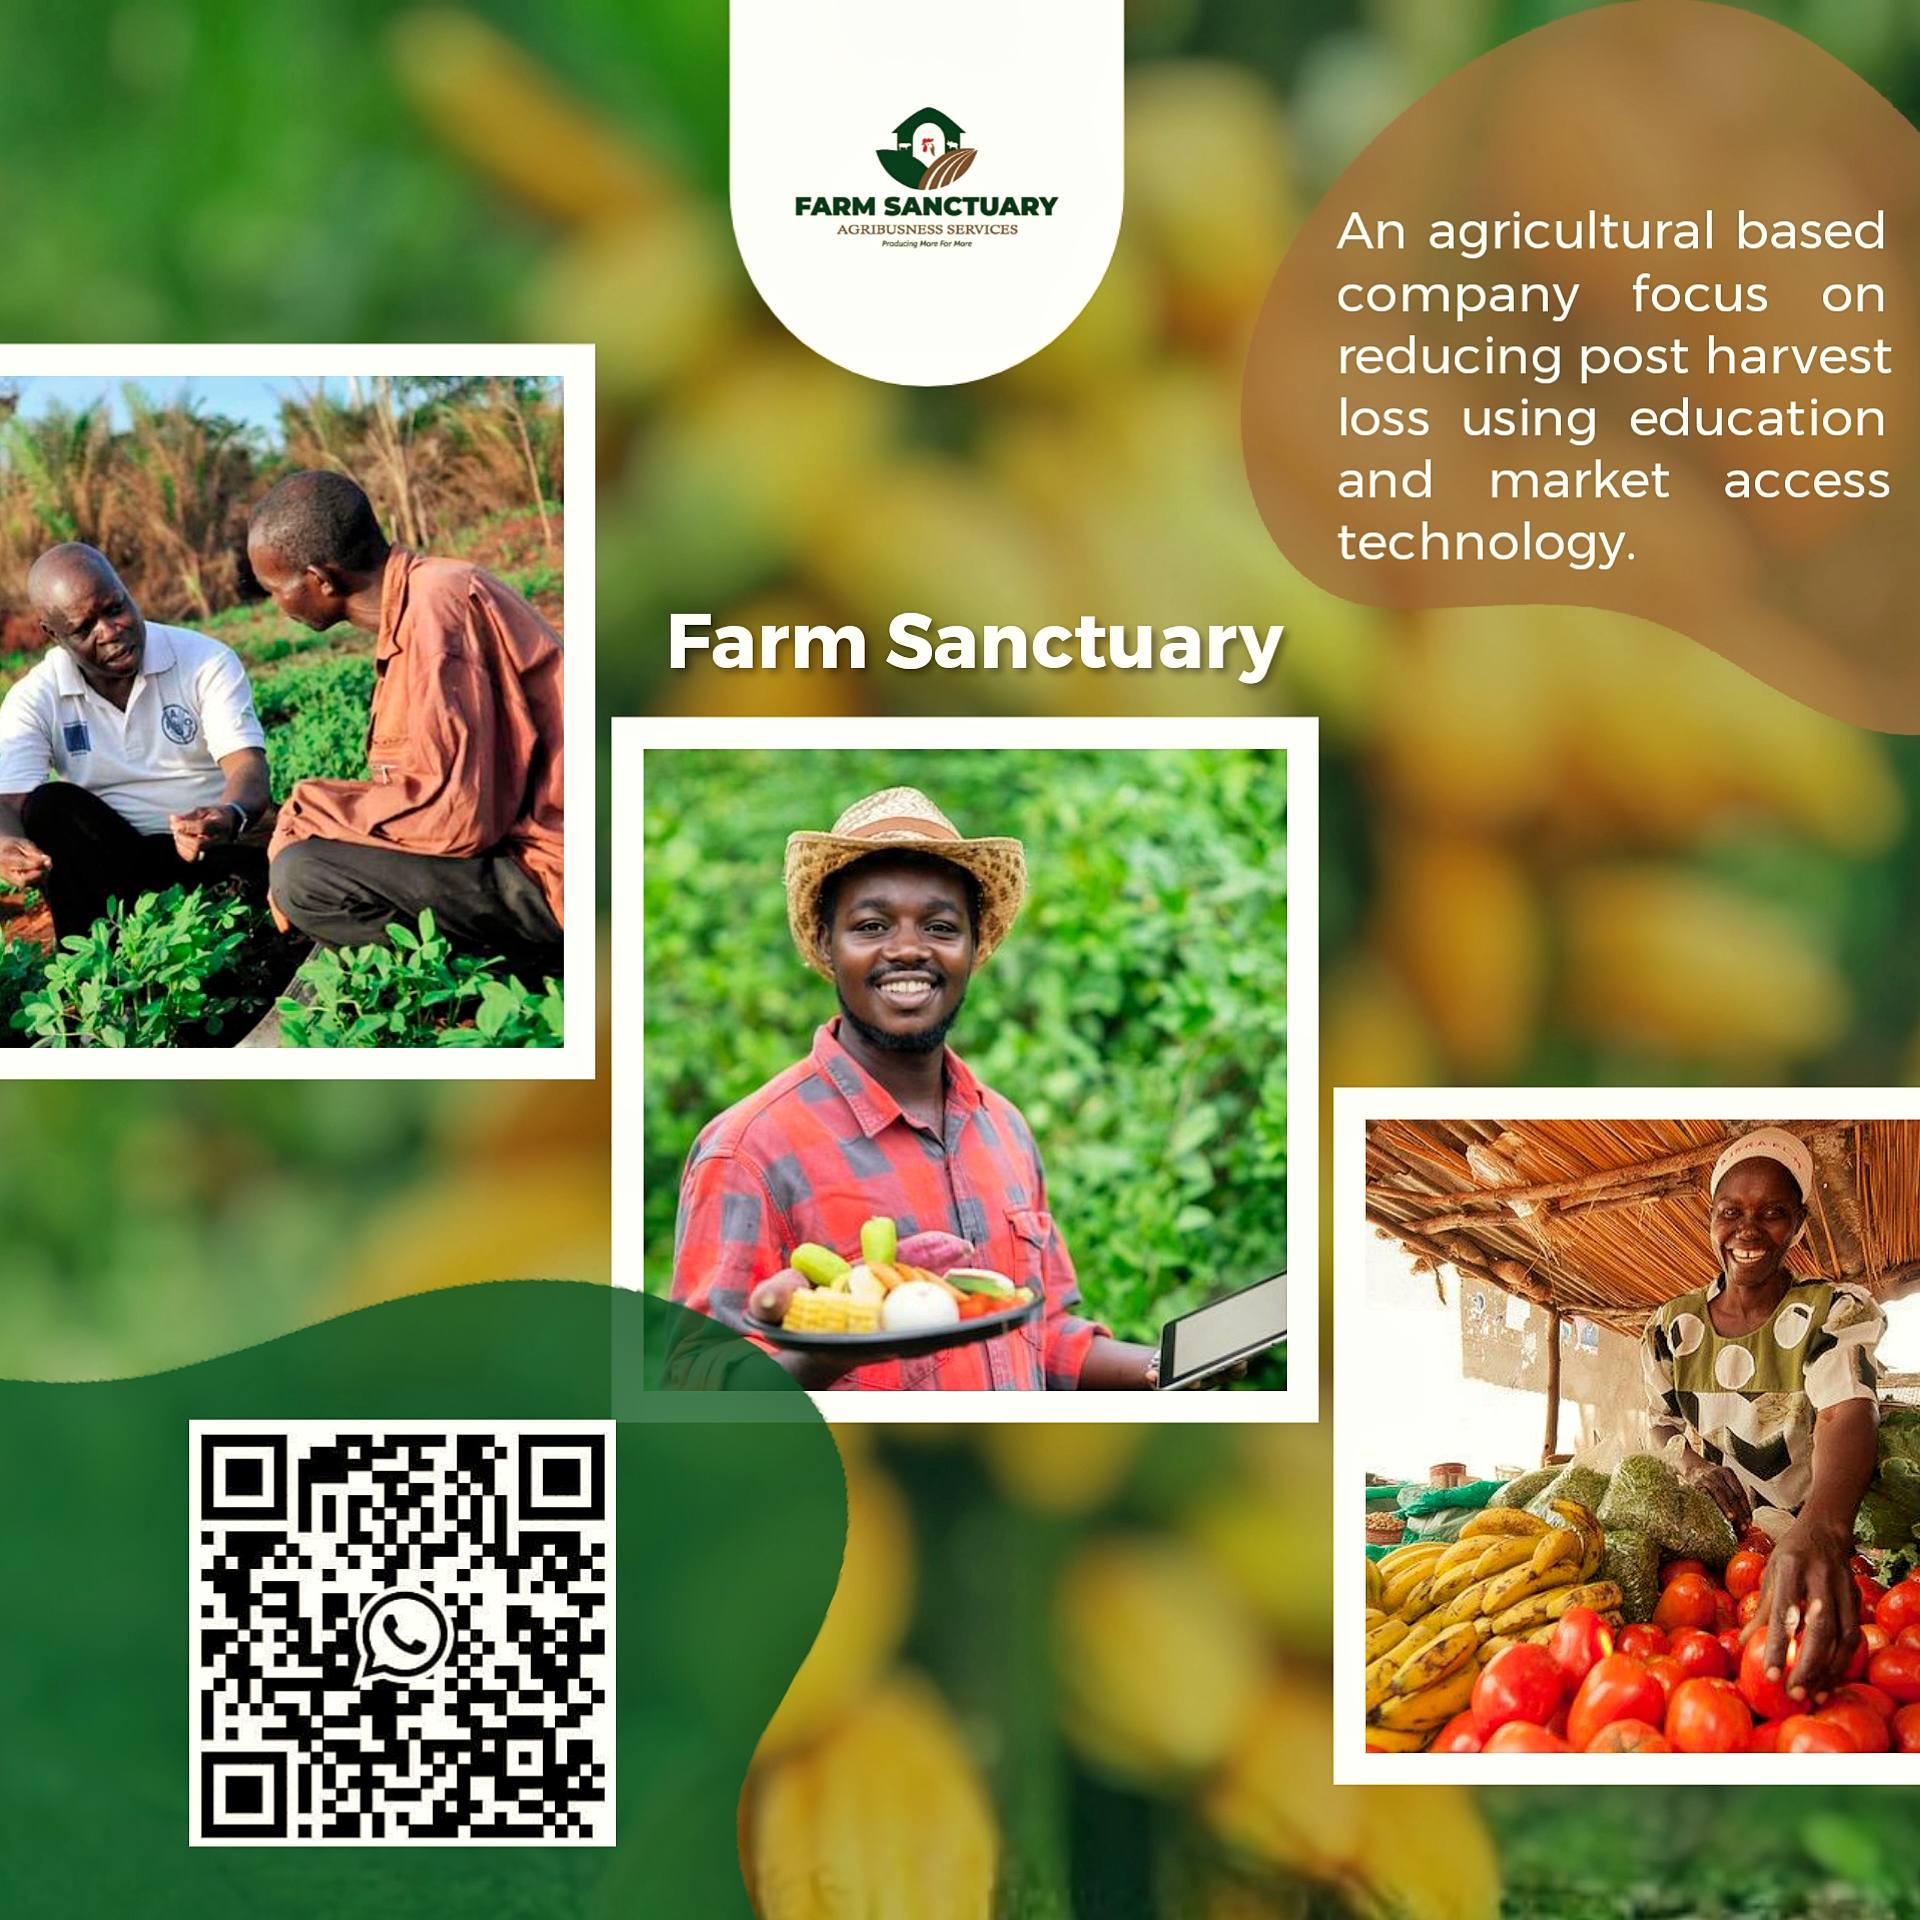 FARM SANCTUARY
AGRIBUSNESS SERVICES
Producing More For More
An agricultural based
company focus on
reducing post harvest
loss using education
and market access
technology.
Farm Sanctuary